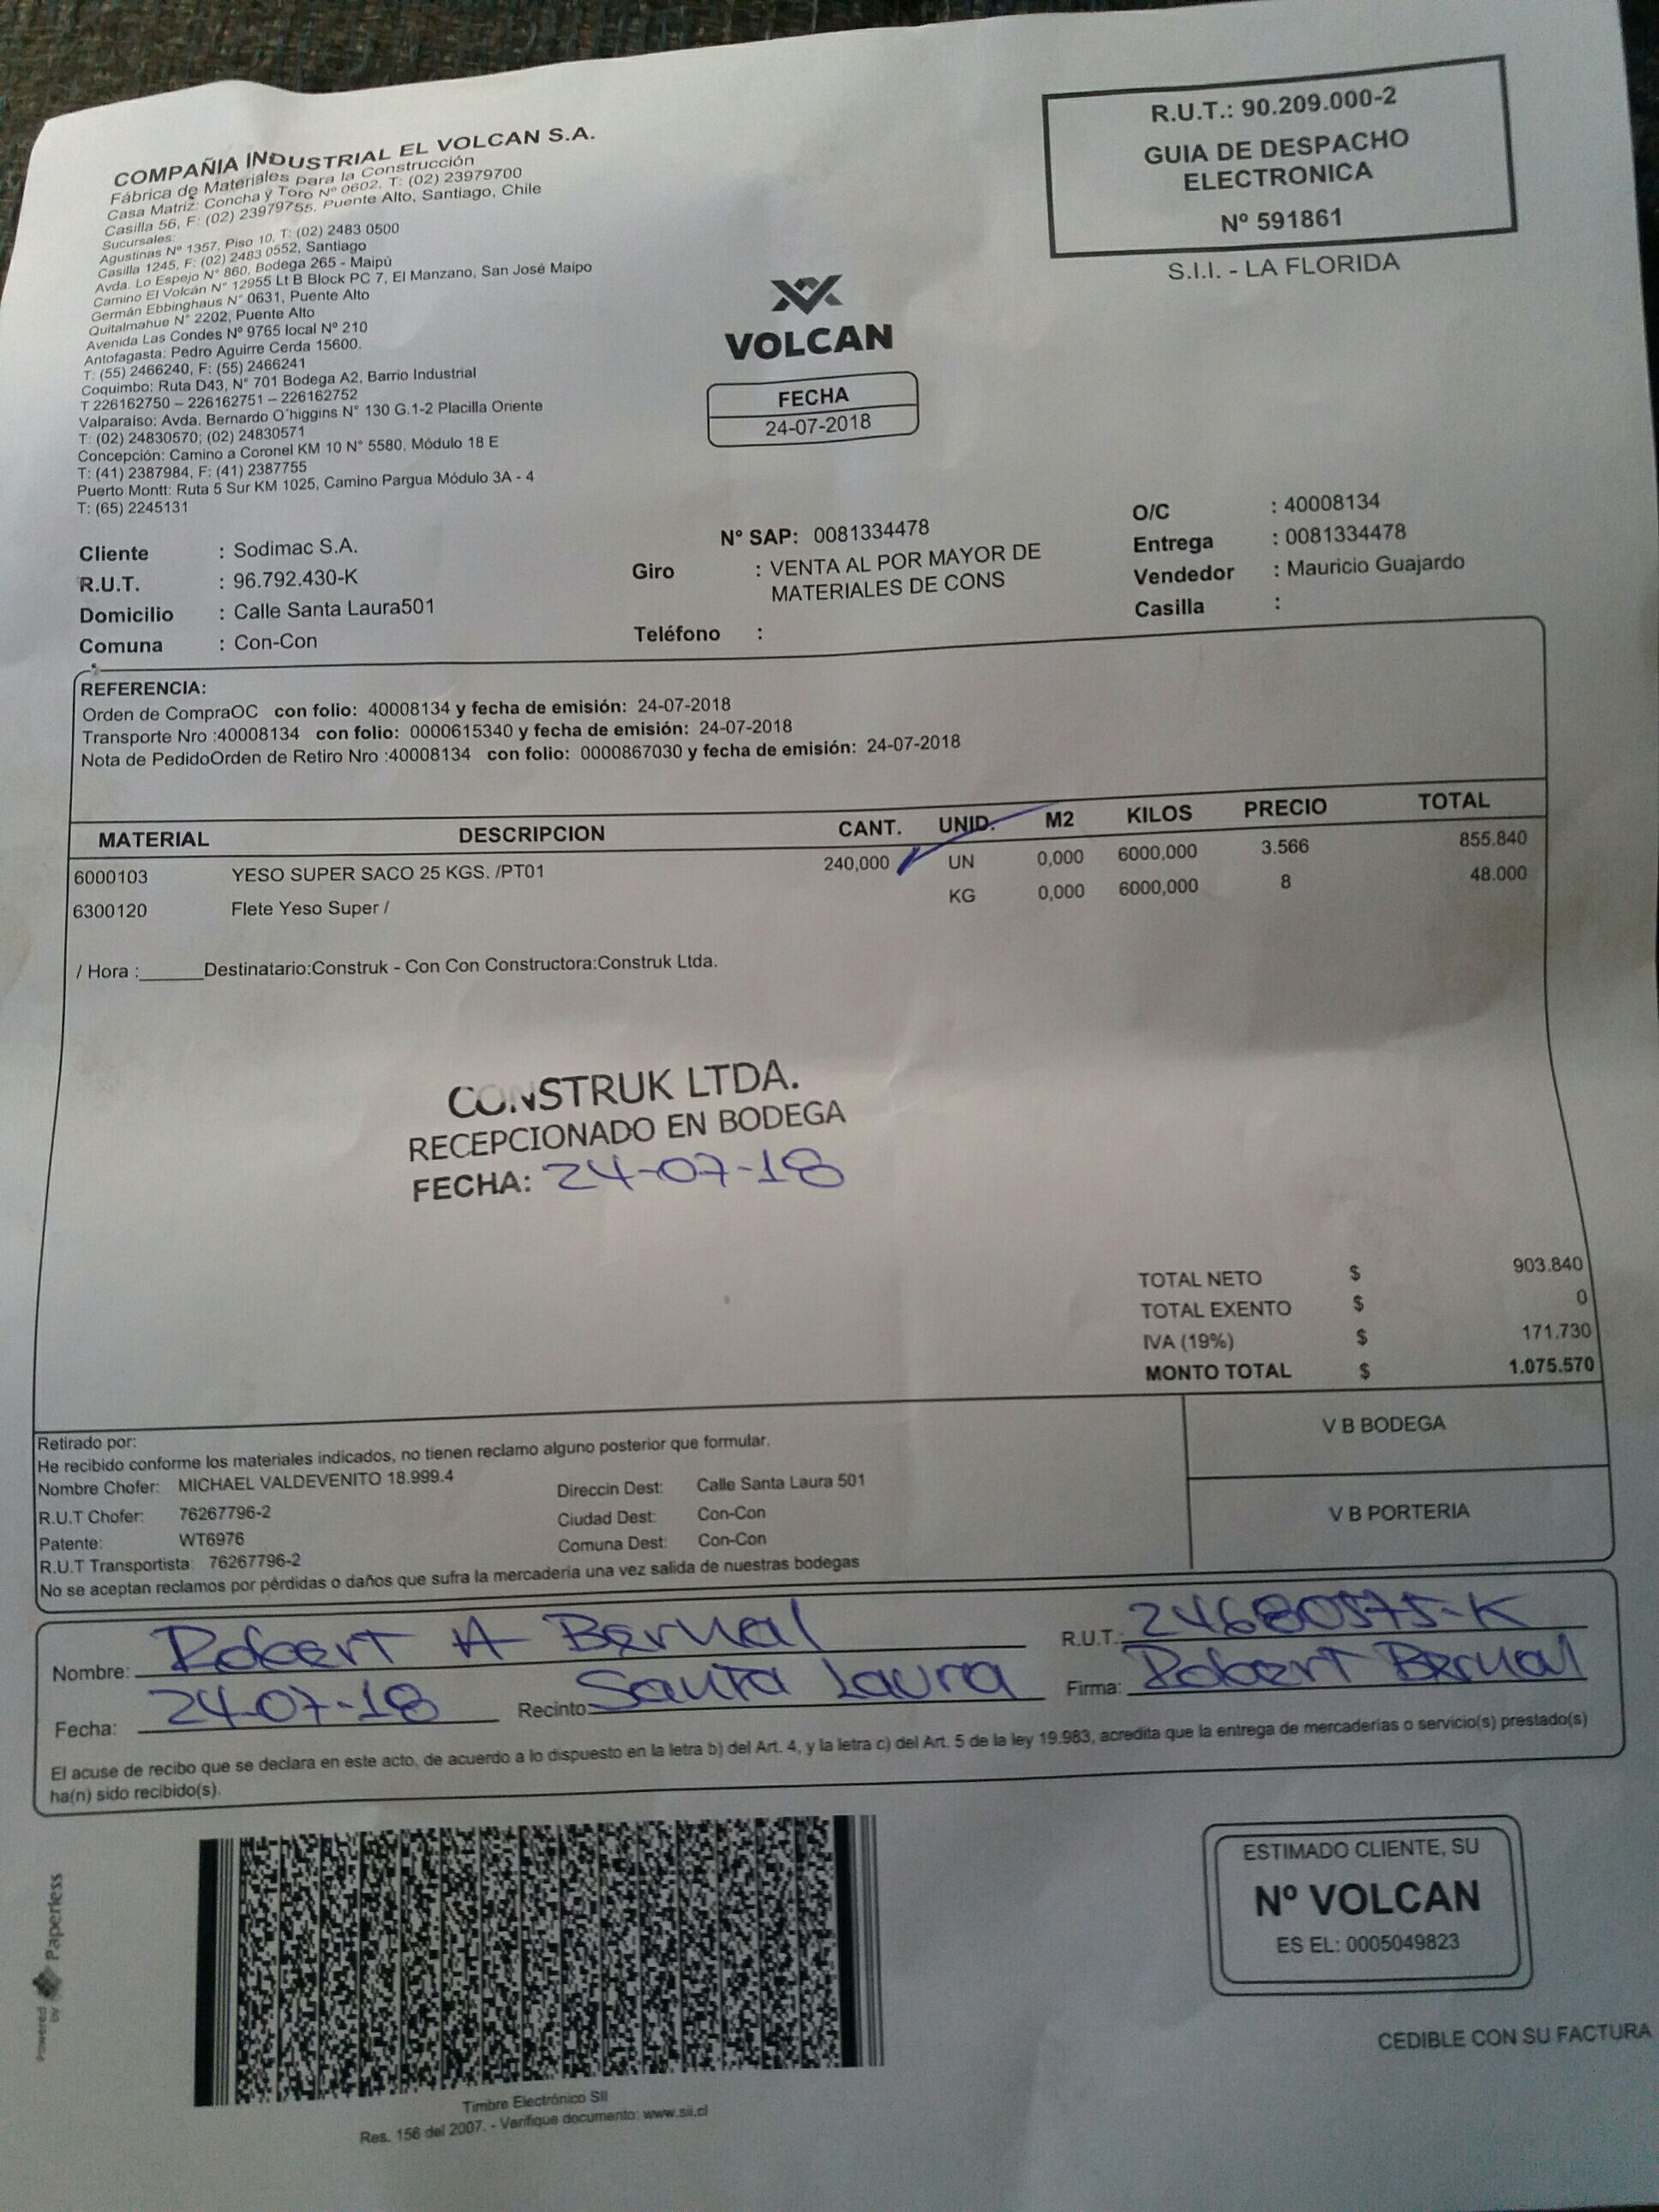 COMPAÑIA INDUSTRIAL EL VOLCAN S.A.
Fábrica de Materiales para la Construcción
Casa Matriz: Concha y Toro Nº 0602, T: (02) 23979700
Casilla 56, F: (02) 23979755, Puente Alto, Santiago, Chile
Sucursales:
Agustinas Nº 1357, Piso 10, T: (02) 2483 0500
Casilla 1245, F: (02) 2483 0552, Santiago
Avda. Lo Espejo N° 860, Bodega 265 - Maipú
Camino El Volcán N° 12955 Lt B Block PC 7, El Manzano, San José Maipo
Germán Ebbinghaus N° 0631, Puente Alto
Quitalmahue N° 2202, Puente Alto
Avenida Las Condes Nº 9765 local Nº 210
Antofagasta: Pedro Aguirre Cerda 15600.
T: (55) 2466240, F: (55) 2466241
Coquimbo: Ruta D43, N° 701 Bodega A2, Barrio Industrial
T 226162750 – 226162751 – 226162752
Valparaíso: Avda. Bernardo O´higgins N° 130 G.1-2 Placilla Oriente
T: (02) 24830570; (02) 24830571
Concepción: Camino a Coronel KM 10 N° 5580, Módulo 18 E
T: (41) 2387984, F: (41) 2387755
Puerto Montt: Ruta 5 Sur KM 1025, Camino Pargua Módulo 3A - 4
T: (65) 2245131
VOLCAN
FECHA
24-07-2018
R.U.T.: 90.209.000-2
GUIA DE DESPACHO
ELECTRONICA
Nº 591861
S.I.I. - LA FLORIDA
Cliente : Sodimac S.A.
R.U.T. : 96.792.430-K
Domicilio : Calle Santa Laura501
Comuna : Con-Con
N° SAP: 0081334478
Giro : VENTA AL POR MAYOR DE
MATERIALES DE CONS
Teléfono :
O/C : 40008134
Entrega : 0081334478
Vendedor : Mauricio Guajardo
Casilla :
REFERENCIA:
Orden de CompraOC con folio: 40008134 y fecha de emisión: 24-07-2018
Transporte Nro :40008134 con folio: 0000615340 y fecha de emisión: 24-07-2018
Nota de PedidoOrden de Retiro Nro :40008134 con folio: 0000867030 y fecha de emisión: 24-07-2018
MATERIAL DESCRIPCION CANT. UNID. M2 KILOS PRECIO TOTAL
6000103 YESO SUPER SACO 25 KGS. /PT01 240,000 UN 0,000 6000,000 3.566 855.840
6300120 Flete Yeso Super / KG 0,000 6000,000 8 48.000
/ Hora :______Destinatario:Construk - Con Con Constructora:Construk Ltda.
CONSTRUK LTDA.
RECEPCIONADO EN BODEGA
FECHA: 24-07-18
TOTAL NETO $ 903.840
TOTAL EXENTO $ 0
IVA (19%) $ 171.730
MONTO TOTAL $ 1.075.570
Retirado por:
He recibido conforme los materiales indicados, no tienen reclamo alguno posterior que formular.
Nombre Chofer: MICHAEL VALDEVENITO 18.999.4
R.U.T Chofer: 76267796-2
Patente: WT6976
R.U.T Transportista: 76267796-2
Direccin Dest: Calle Santa Laura 501
Ciudad Dest: Con-Con
Comuna Dest: Con-Con
No se aceptan reclamos por pérdidas o daños que sufra la mercadería una vez salida de nuestras bodegas
V B BODEGA
V B PORTERIA
Nombre: Robert A Bernal R.U.T.: 24680575-K
Fecha: 24-07-18 Recinto: Santa Laura Firma: Robert Bernal
El acuse de recibo que se declara en este acto, de acuerdo a lo dispuesto en la letra b) del Art. 4, y la letra c) del Art. 5 de la ley 19.983, acredita que la entrega de mercaderías o servicio(s) prestado(s)
ha(n) sido recibido(s).
Powered by Paperless
Timbre Electrónico SII
Res. 156 del 2007. - Verifique documento: www.sii.cl
ESTIMADO CLIENTE, SU
Nº VOLCAN
ES EL: 0005049823
CEDIBLE CON SU FACTURA